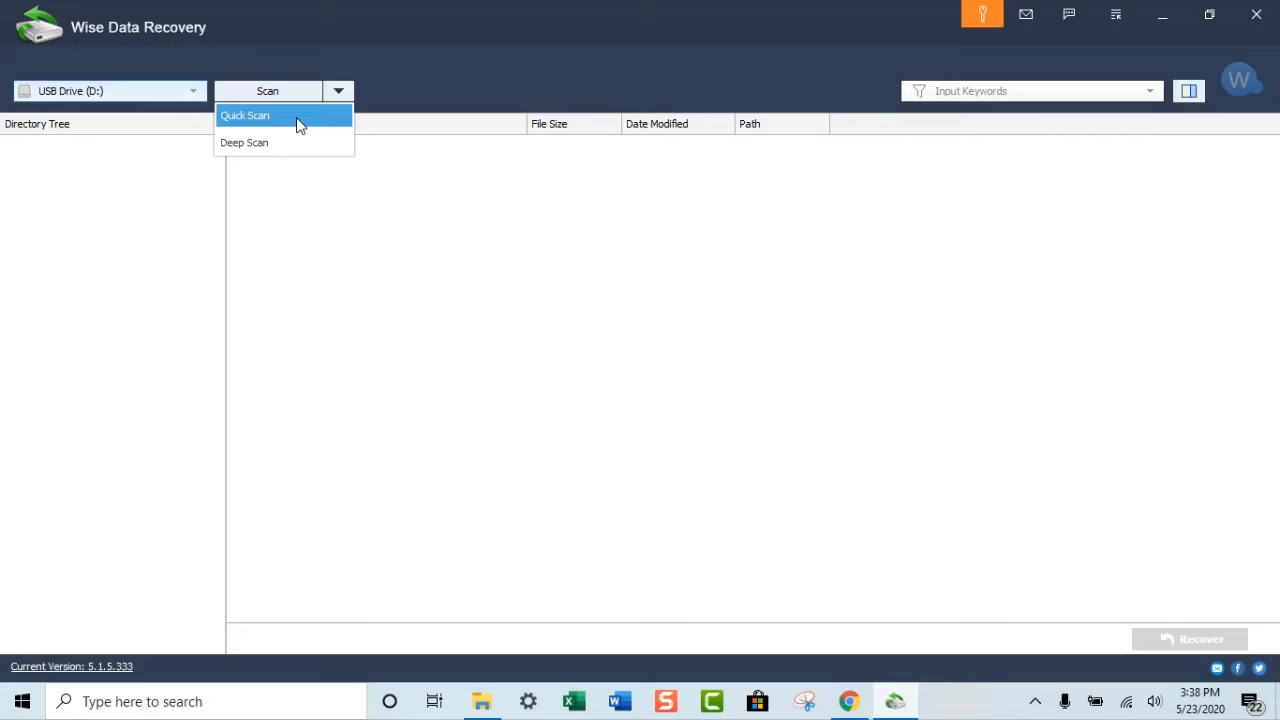 Wise Data Recovery
USB Drive (D:)
Scan
Input Keywords
W
Quick Scan
Deep Scan
Directory Tree
File Size
Date Modified
Path
Recover
Current Version: 5.1.5.333
Type here to search
3:38 PM
5/23/2020
22